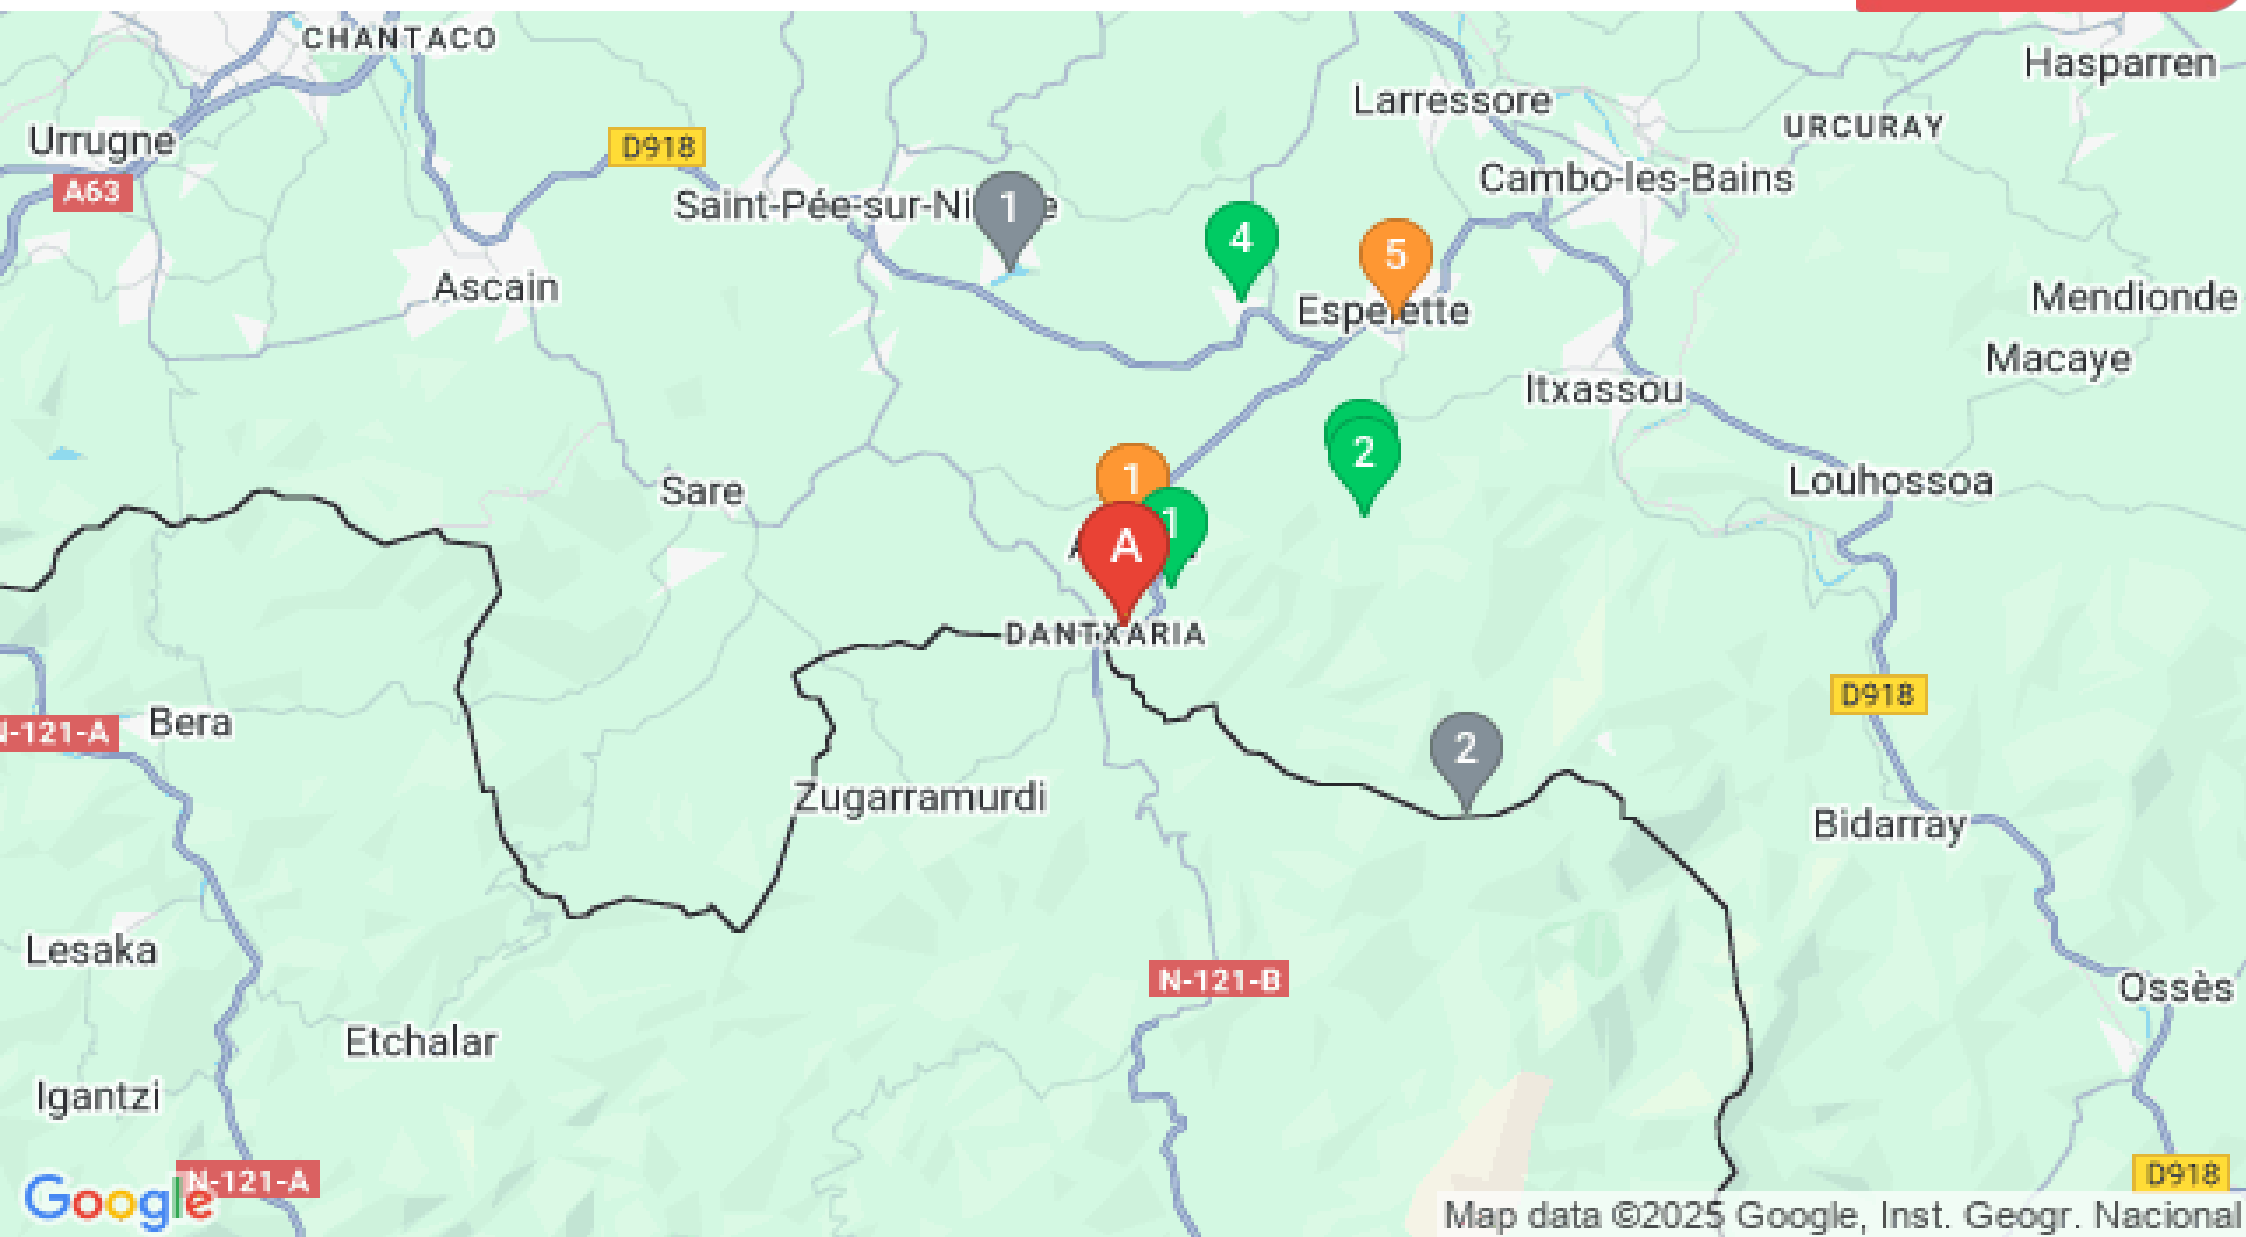 CHANTACO
Hasparren
Larressore
URCURAY
Urrugne
D918
A63
Cambo-les-Bains
Saint-Pée-sur-Ni
e
1
4
5
Ascain
Espelette
Mendionde
Macaye
Itxassou
2
1
Sare
Louhossoa
1
A
A
DANTXARIA
D918
N-121-A
Bera
2
Zugarramurdi
Bidarray
Lesaka
N-121-B
Ossès
Etchalar
Igantzi
N-121-A
D918
Google
Map data ©2025 Google, Inst. Geogr. Nacional